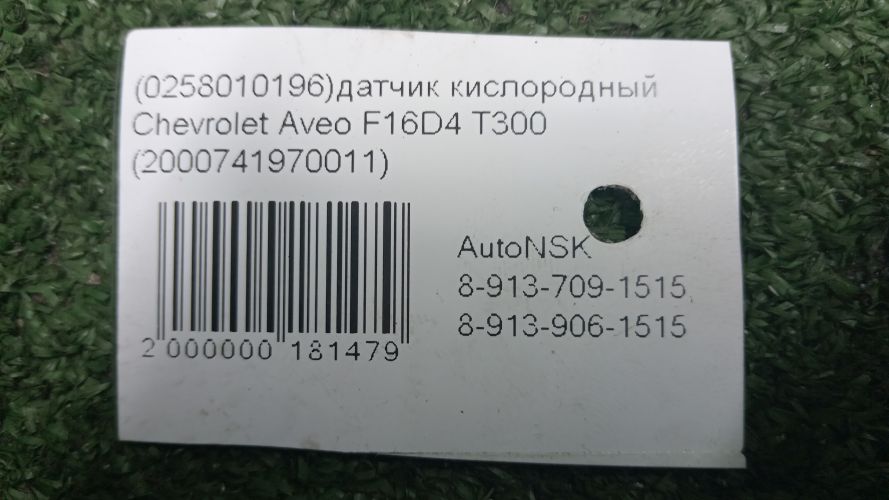 (0258010196)датчик кислородный
Chevrolet Aveo F16D4 T300
(2000741970011)
AutoNSK
8-913-709-1515
8-913-906-1515
2 000000 181479